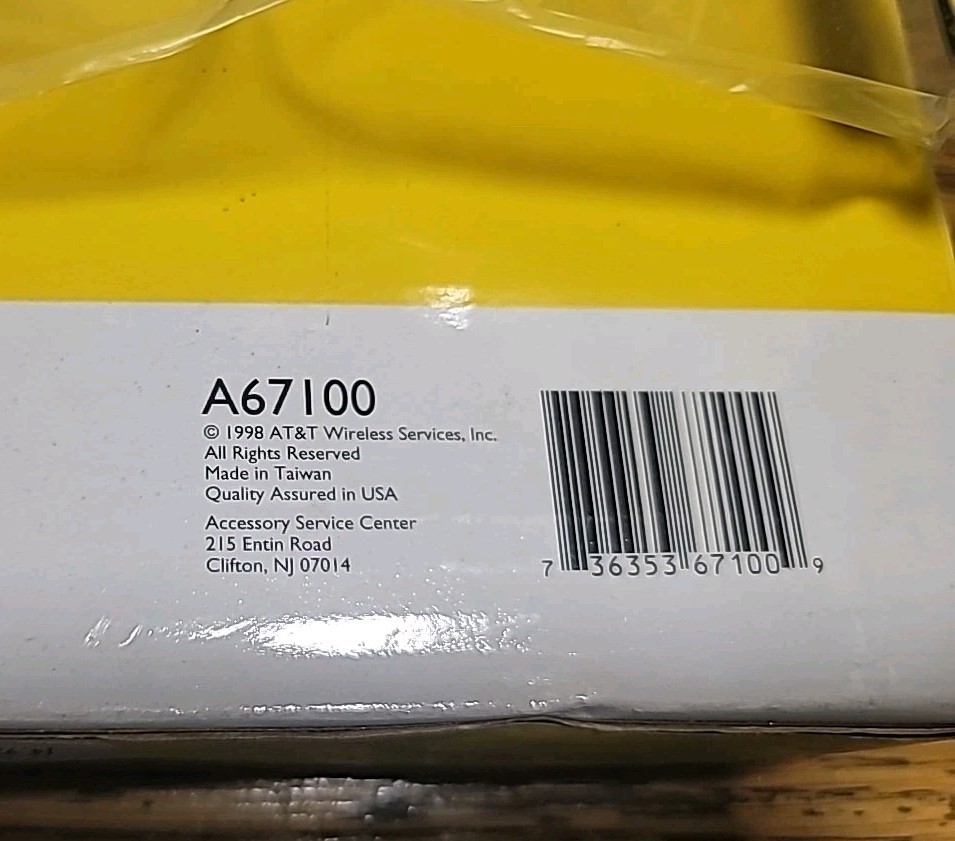 A67100
© 1998 AT&T Wireless Services, Inc.
All Rights Reserved
Made in Taiwan
Quality Assured in USA
Accessory Service Center
215 Entin Road
Clifton, NJ 07014
7 36353 67100 9